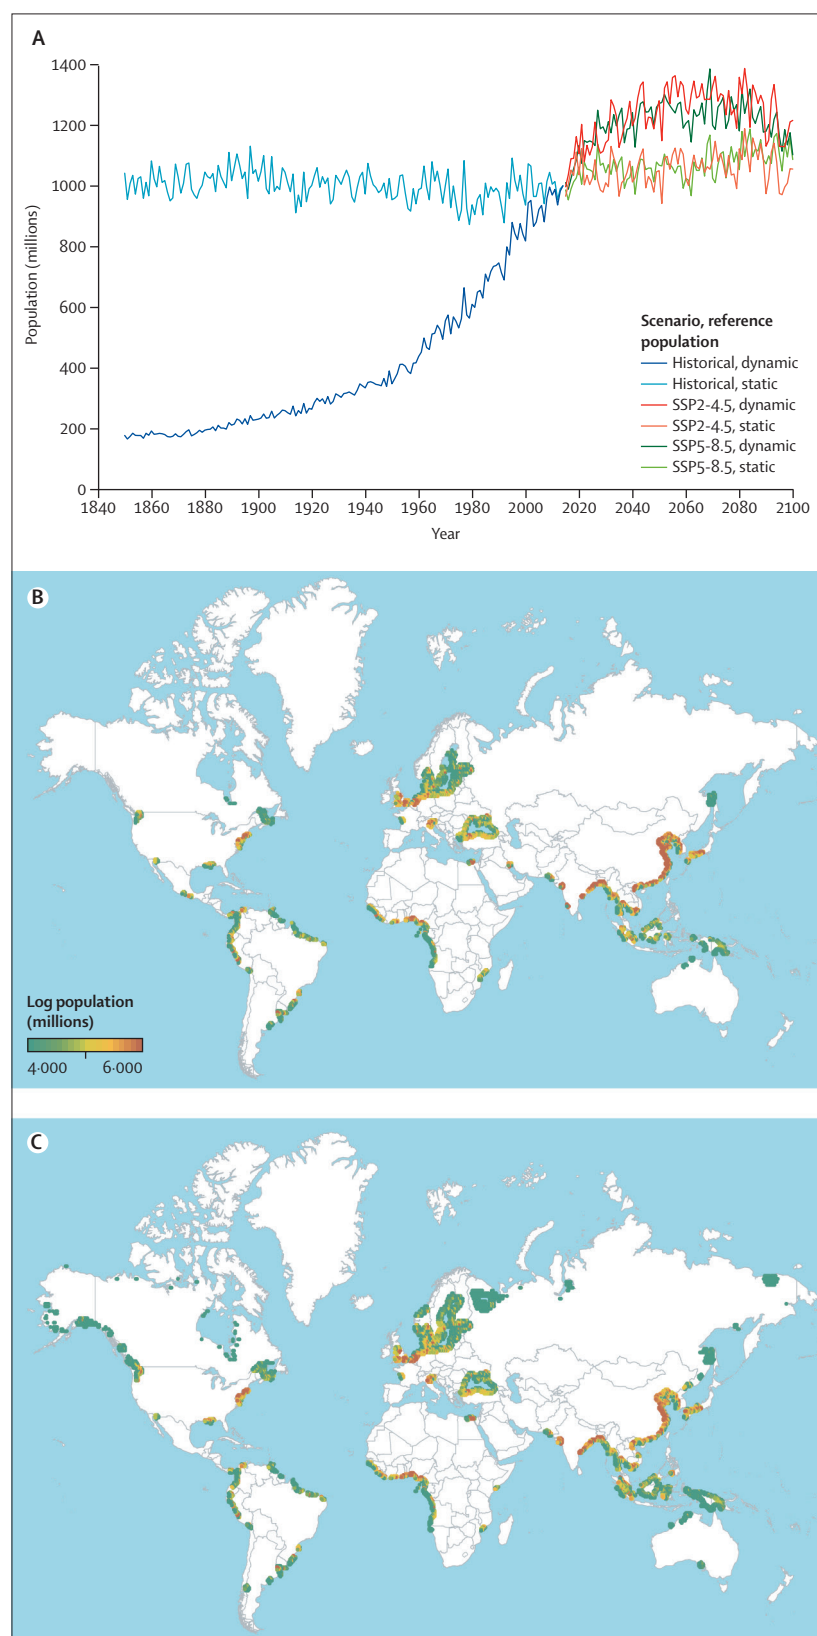 A
1400
1200
1000
800
600
400
200
0
Population (millions)
1840 1860 1880 1900 1920 1940 1960 1980 2000 2020 2040 2060 2080 2100
Year
Scenario, reference
population
Historical, dynamic
Historical, static
SSP2-4.5, dynamic
SSP2-4.5, static
SSP5-8.5, dynamic
SSP5-8.5, static
B
Log population
(millions)
4·000 6·000
C